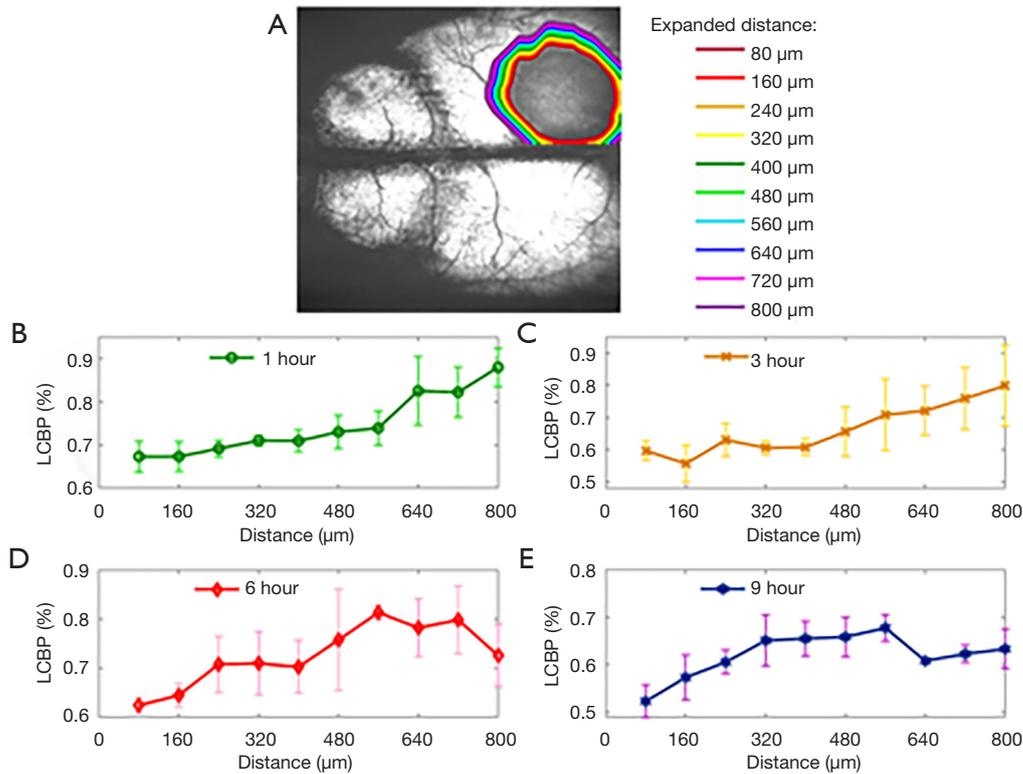 A
Expanded distance:
80 µm
160 µm
240 µm
320 µm
400 µm
480 µm
560 µm
640 µm
720 µm
800 µm
B
1 hour
LCBP (%)
0.9
0.8
0.7
0.6
0 160 320 480 640 800
Distance (µm)
C
3 hour
LCBP (%)
0.9
0.8
0.7
0.6
0.5
0 160 320 480 640 800
Distance (µm)
D
6 hour
LCBP (%)
0.9
0.8
0.7
0.6
0 160 320 480 640 800
Distance (µm)
E
9 hour
LCBP (%)
0.8
0.7
0.6
0.5
0 160 320 480 640 800
Distance (µm)